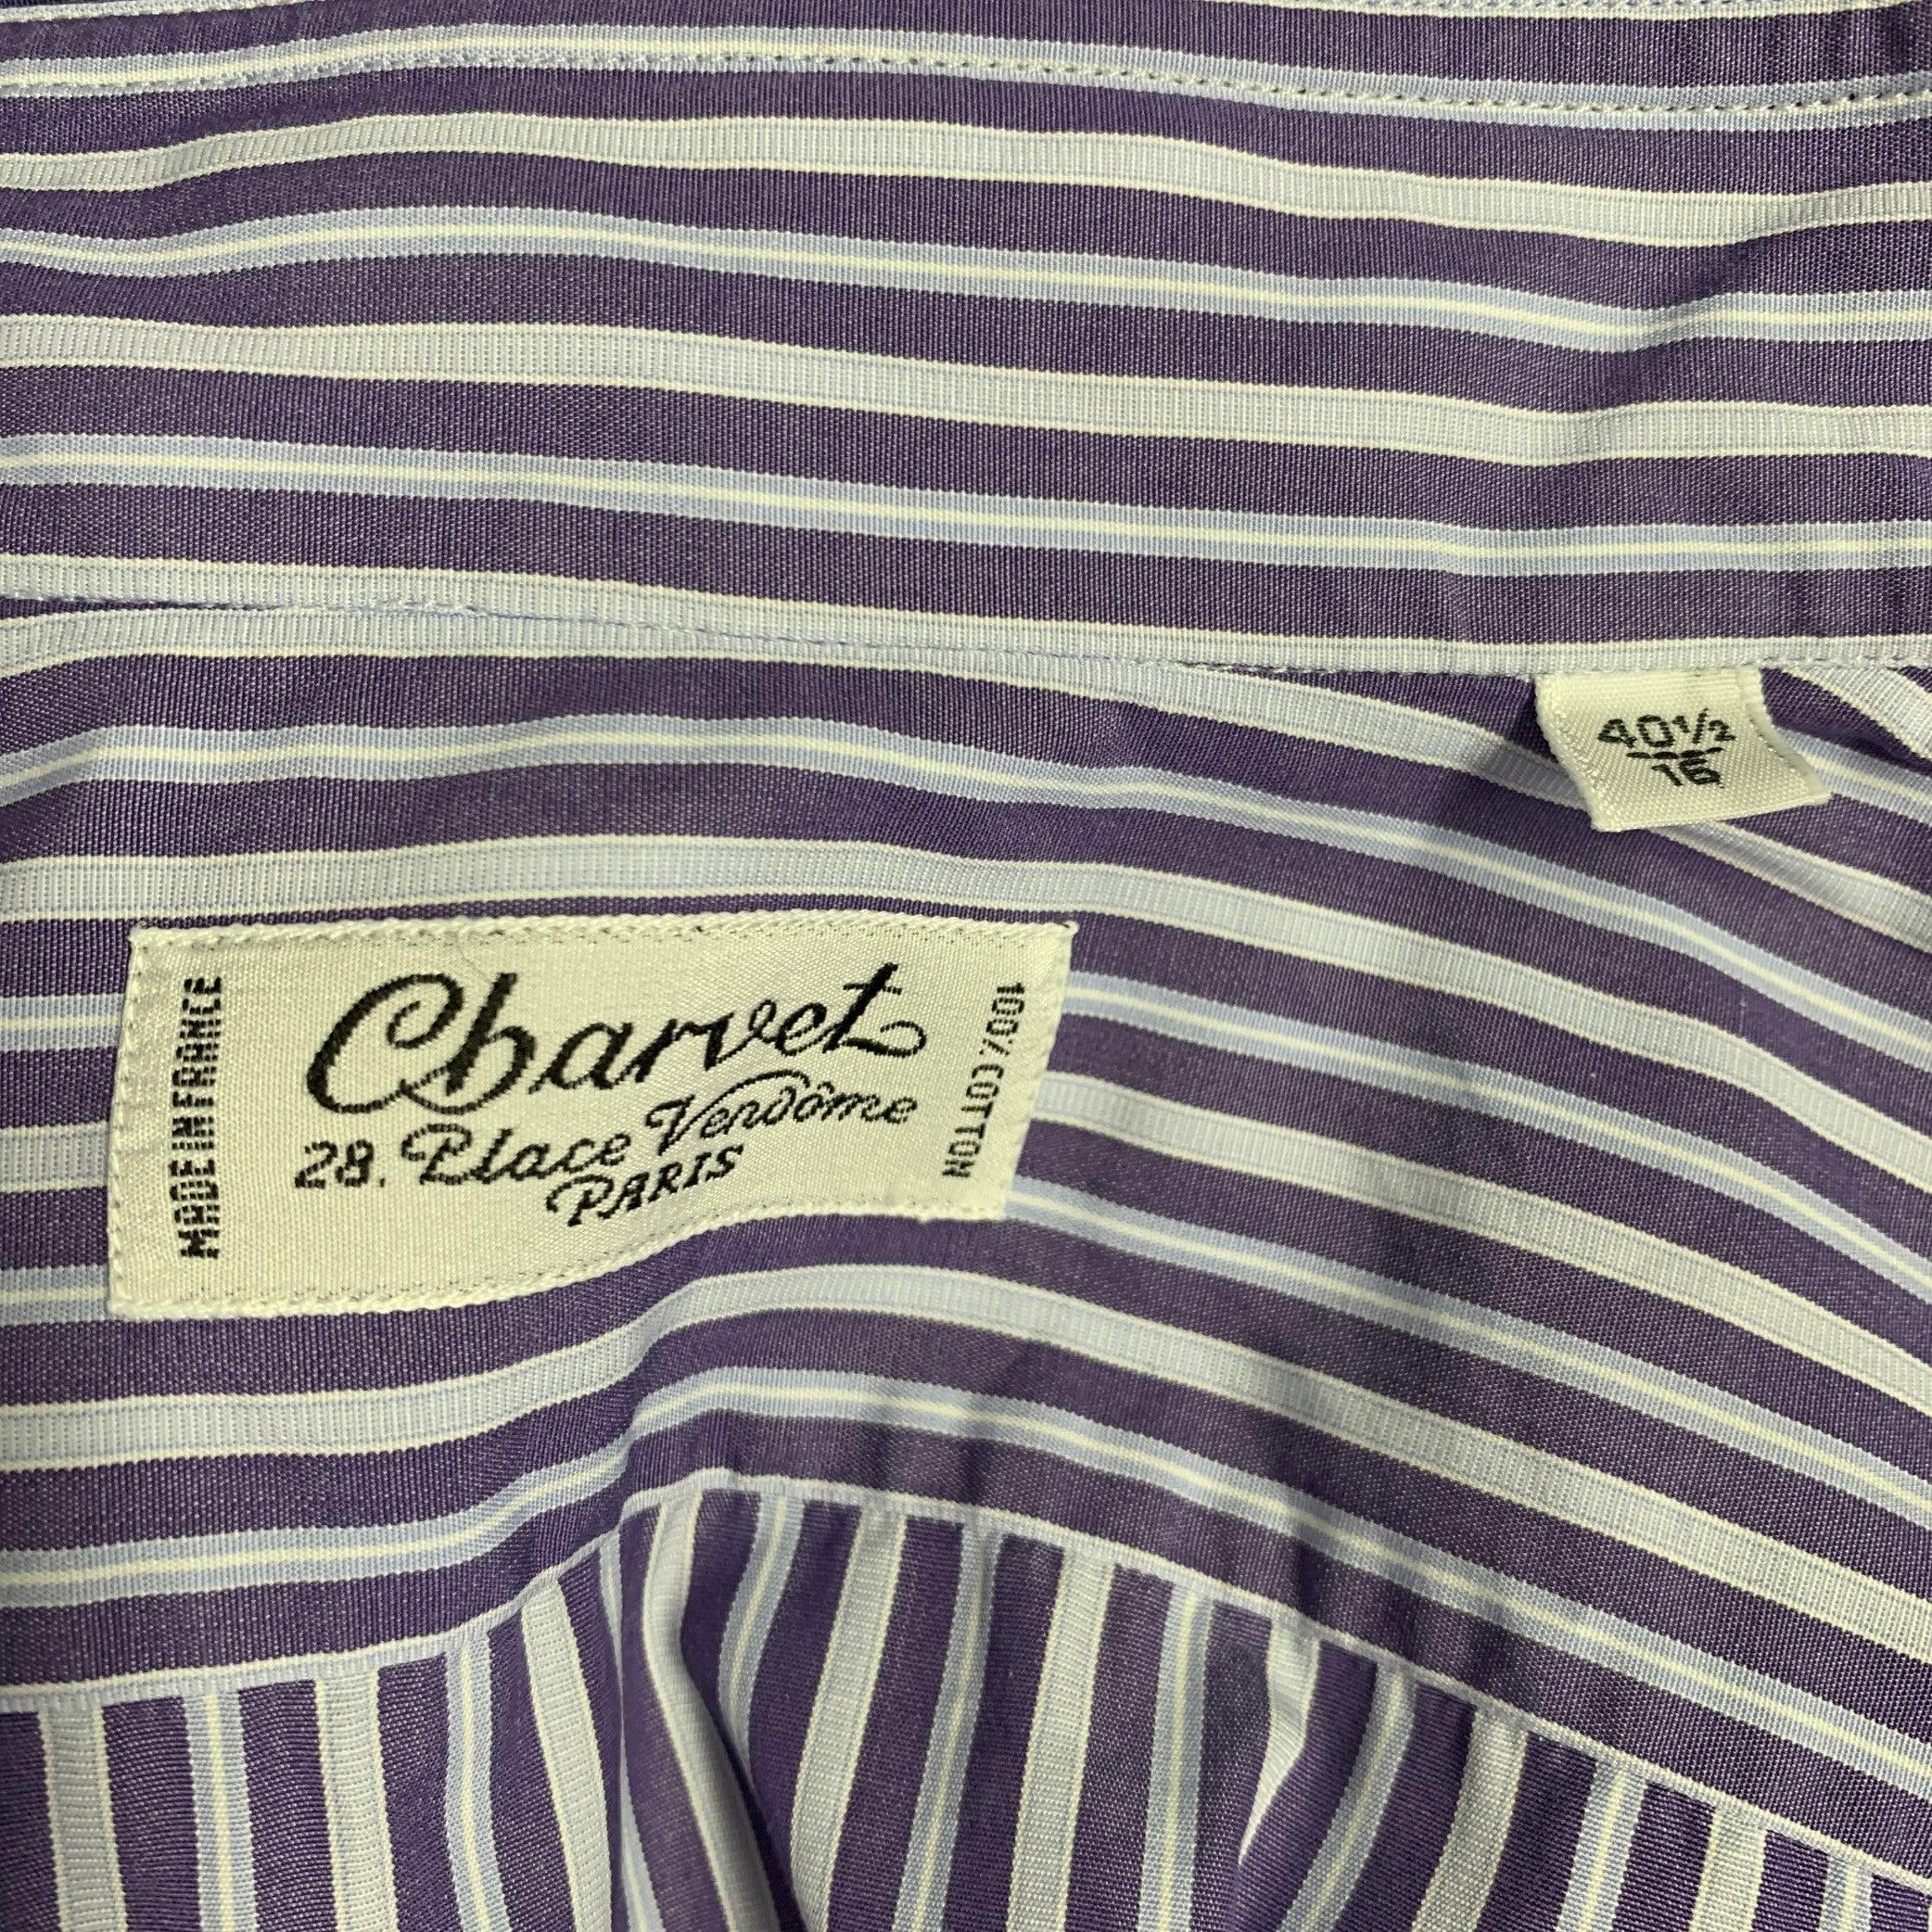 40½
16
MADE IN FRANCE
Charvet
28. Place Vendôme
PARIS
100% COTTON